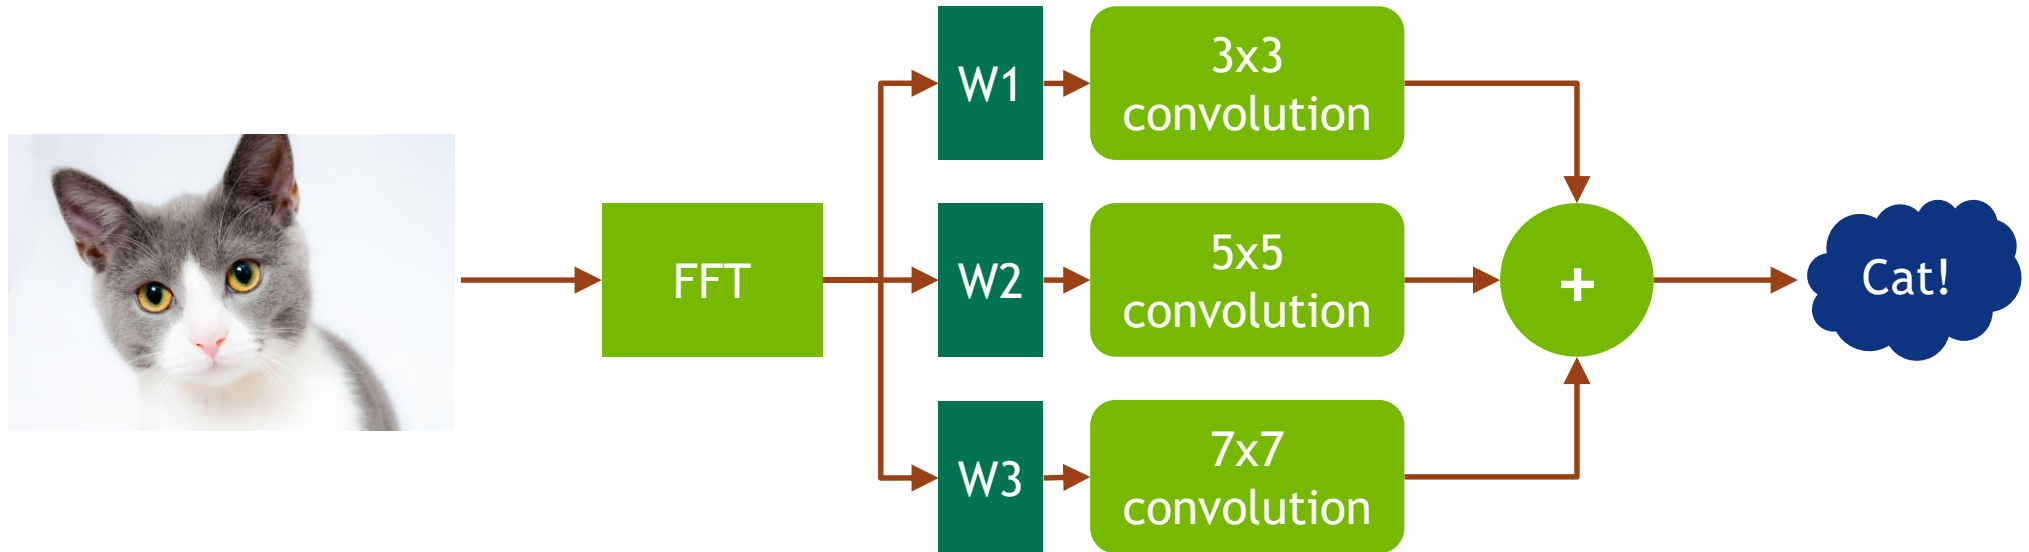 FFT
W1
3x3
convolution
W2
5x5
convolution
W3
7x7
convolution
+
Cat!